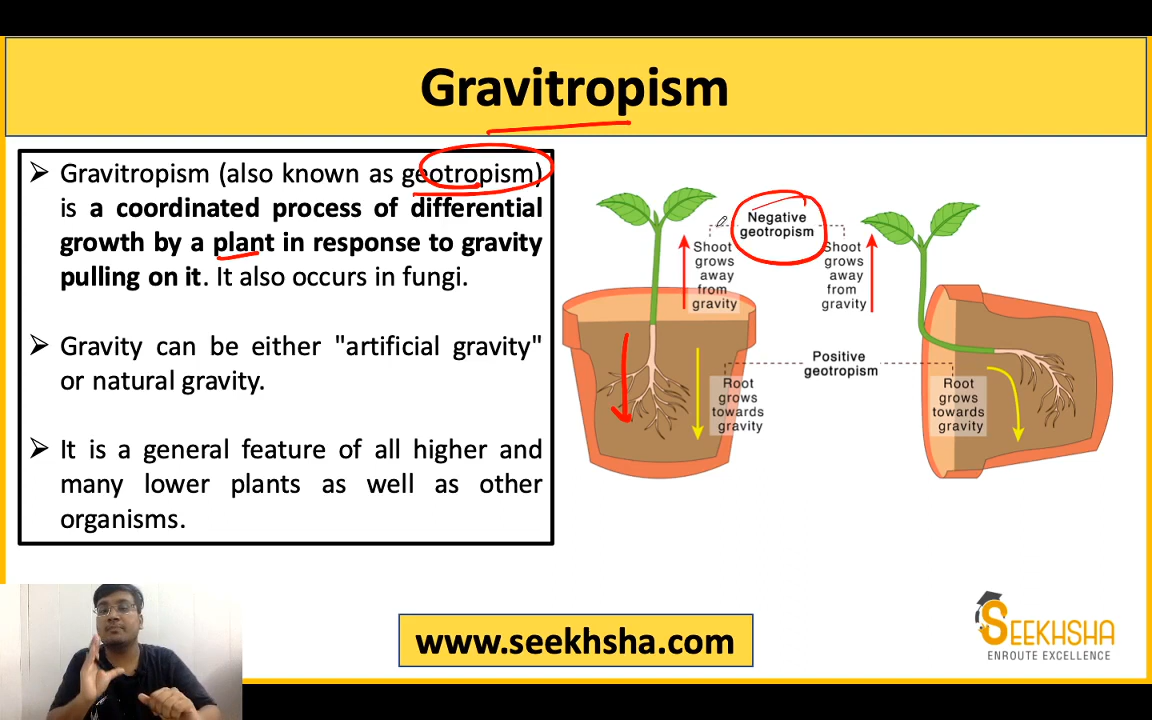 Gravitropism
➢ Gravitropism (also known as geotropism)
is a coordinated process of differential
growth by a plant in response to gravity
pulling on it. It also occurs in fungi.
➢ Gravity can be either "artificial gravity"
or natural gravity.
➢ It is a general feature of all higher and
many lower plants as well as other
organisms.
Negative
geotropism
Shoot
grows
away
from
gravity
Shoot
grows
away
from
gravity
Positive
geotropism
Root
grows
towards
gravity
Root
grows
towards
gravity
www.seekhsha.com
SEEKHSHA
ENROUTE EXCELLENCE